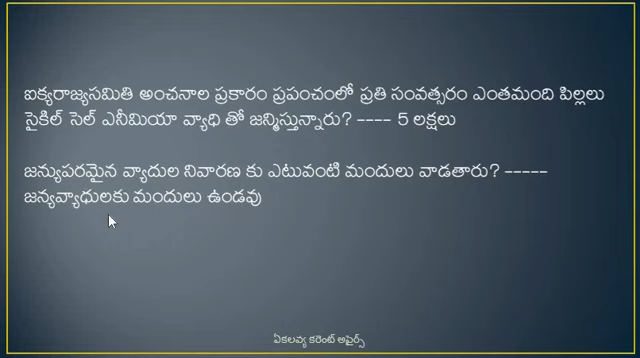 ఐక్యరాజ్యసమితి అంచనాల ప్రకారం ప్రపంచంలో ప్రతి సంవత్సరం ఎంతమంది పిల్లలు
సైకిల్ సెల్ ఎనీమియా వ్యాధి తో జన్మిస్తున్నారు? ---- 5 లక్షలు
జన్యుపరమైన వ్యాదుల నివారణ కు ఎటువంటి మందులు వాడతారు? -----
జన్యవ్యాధులకు మందులు ఉండవు
ఏకలవ్య కరెంట్ అఫైర్స్